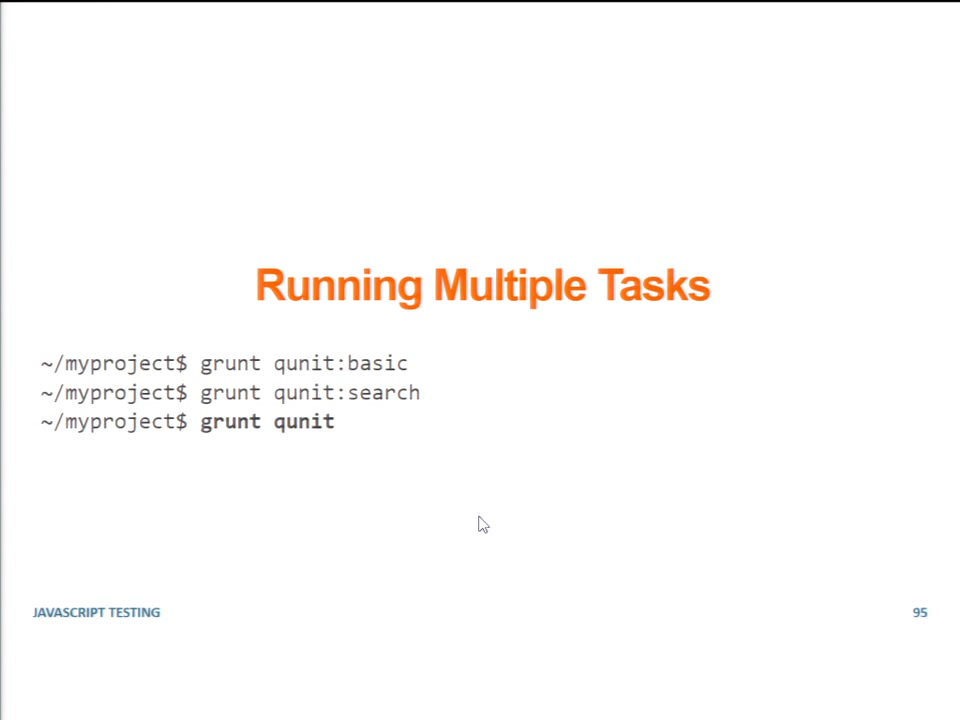 Running Multiple Tasks
~/myproject$ grunt qunit:basic
~/myproject$ grunt qunit:search
~/myproject$ grunt qunit
JAVASCRIPT TESTING
95